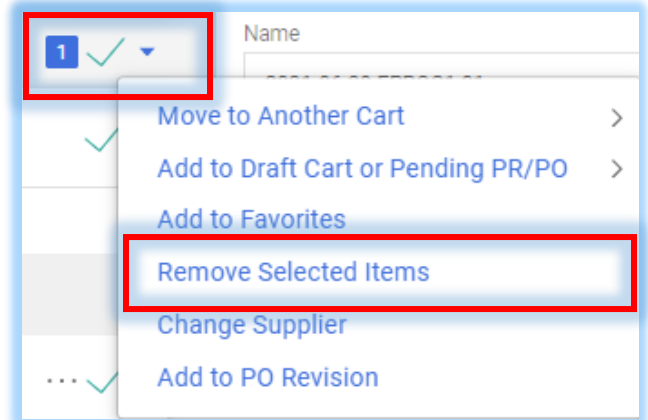 1
Name
Move to Another Cart
Add to Draft Cart or Pending PR/PO
Add to Favorites
Remove Selected Items
Change Supplier
Add to PO Revision